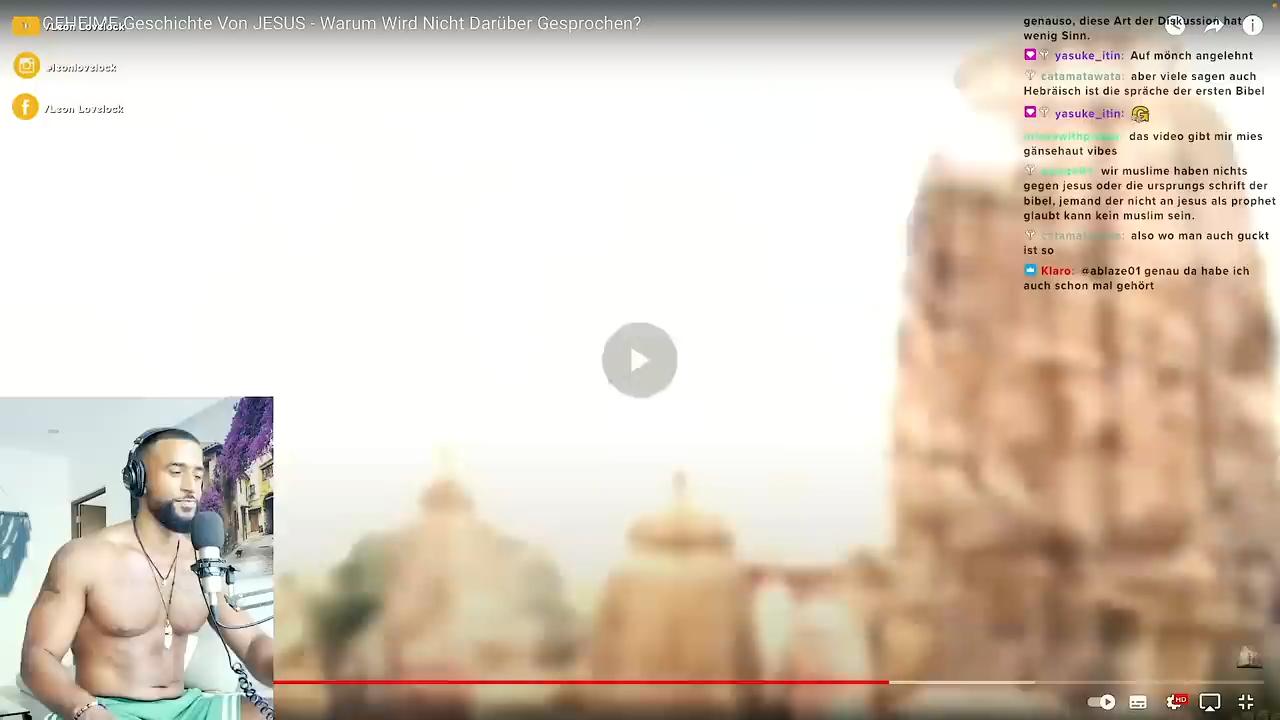 GEHEIME Geschichte Von JESUS - Warum Wird Nicht Darüber Gesprochen?
/Leon Lovelock
/Leon Lovelock
genauso, diese Art der Diskussion hat
wenig Sinn.
yasuke_itin: Auf mönch angelehnt
catamatawata: aber viele sagen auch
Hebräisch ist die spräche der ersten Bibel
yasuke_itin:
das video gibt mir mies
gänsehaut vibes
wir muslime haben nichts
gegen jesus oder die ursprungs schrift der
bibel, jemand der nicht an jesus als prophet
glaubt kann kein muslim sein.
also wo man auch guckt
ist so
Klaro: @ablaze01 genau da habe ich
auch schon mal gehört
HD